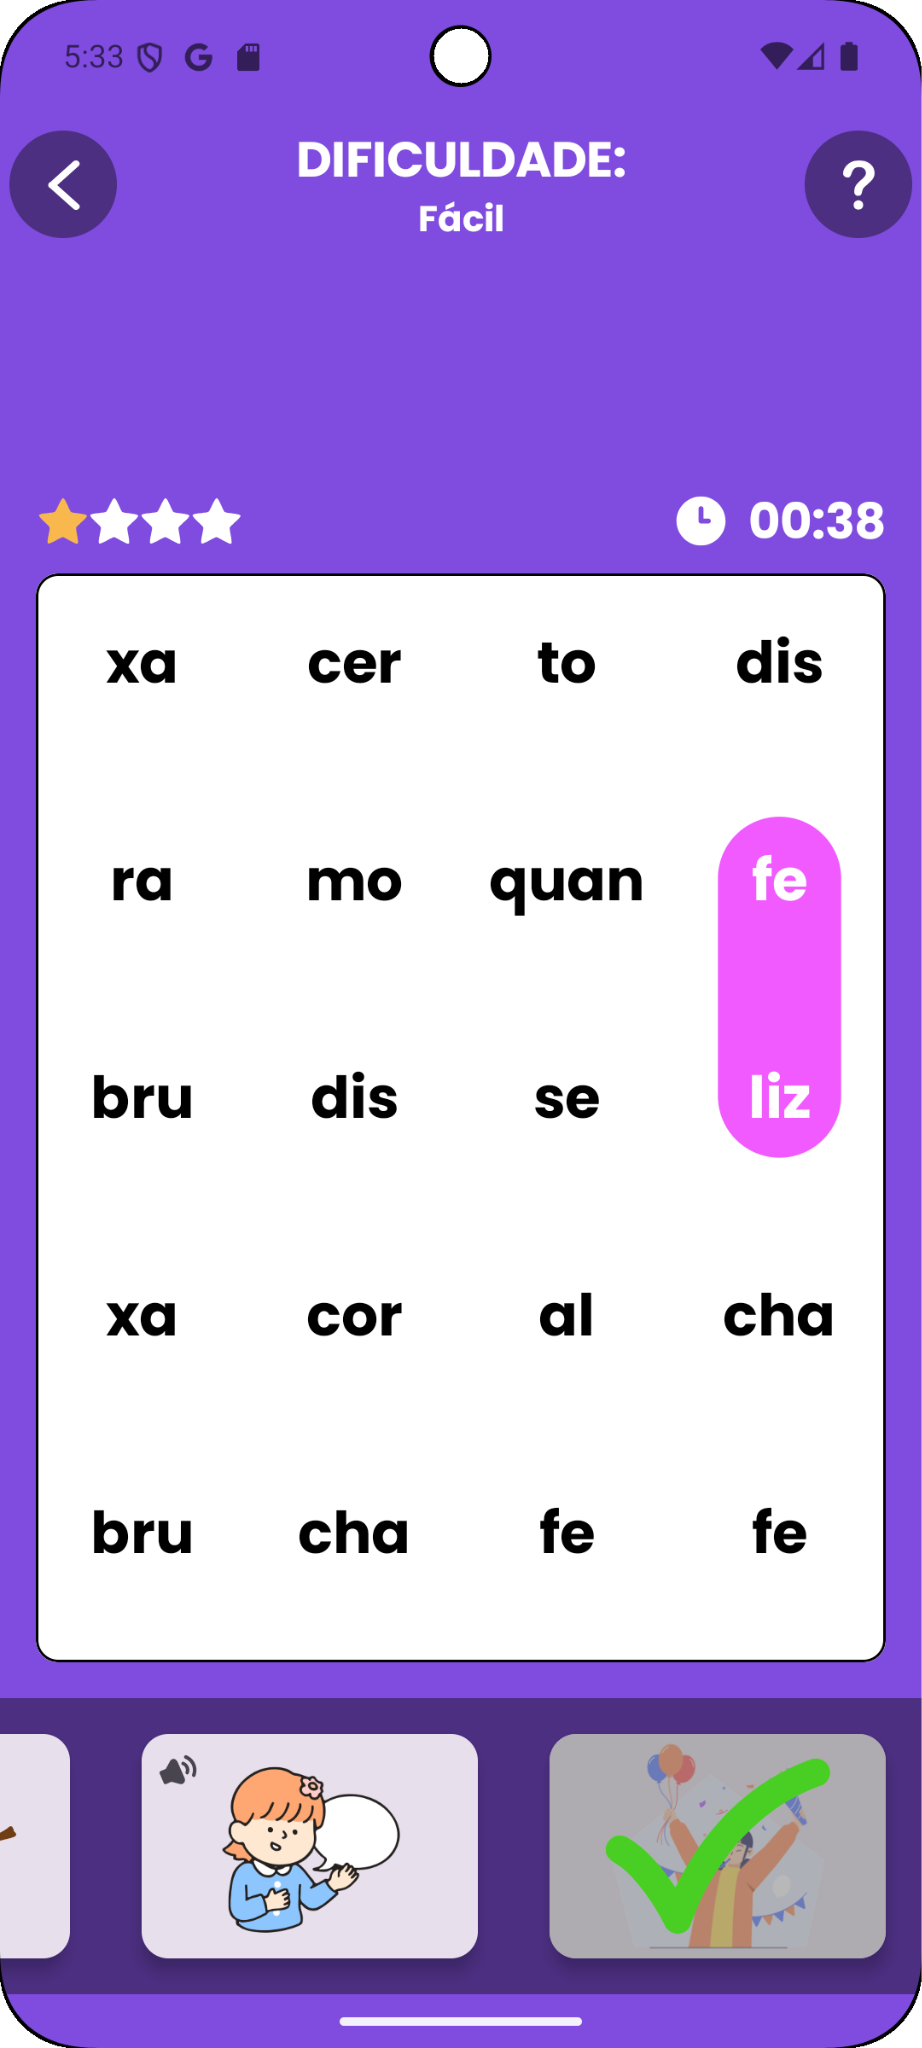 5:33
DIFICULDADE:
Fácil
?
00:38
xa cer to dis
ra mo quan fe
bru dis se liz
xa cor al cha
bru cha fe fe